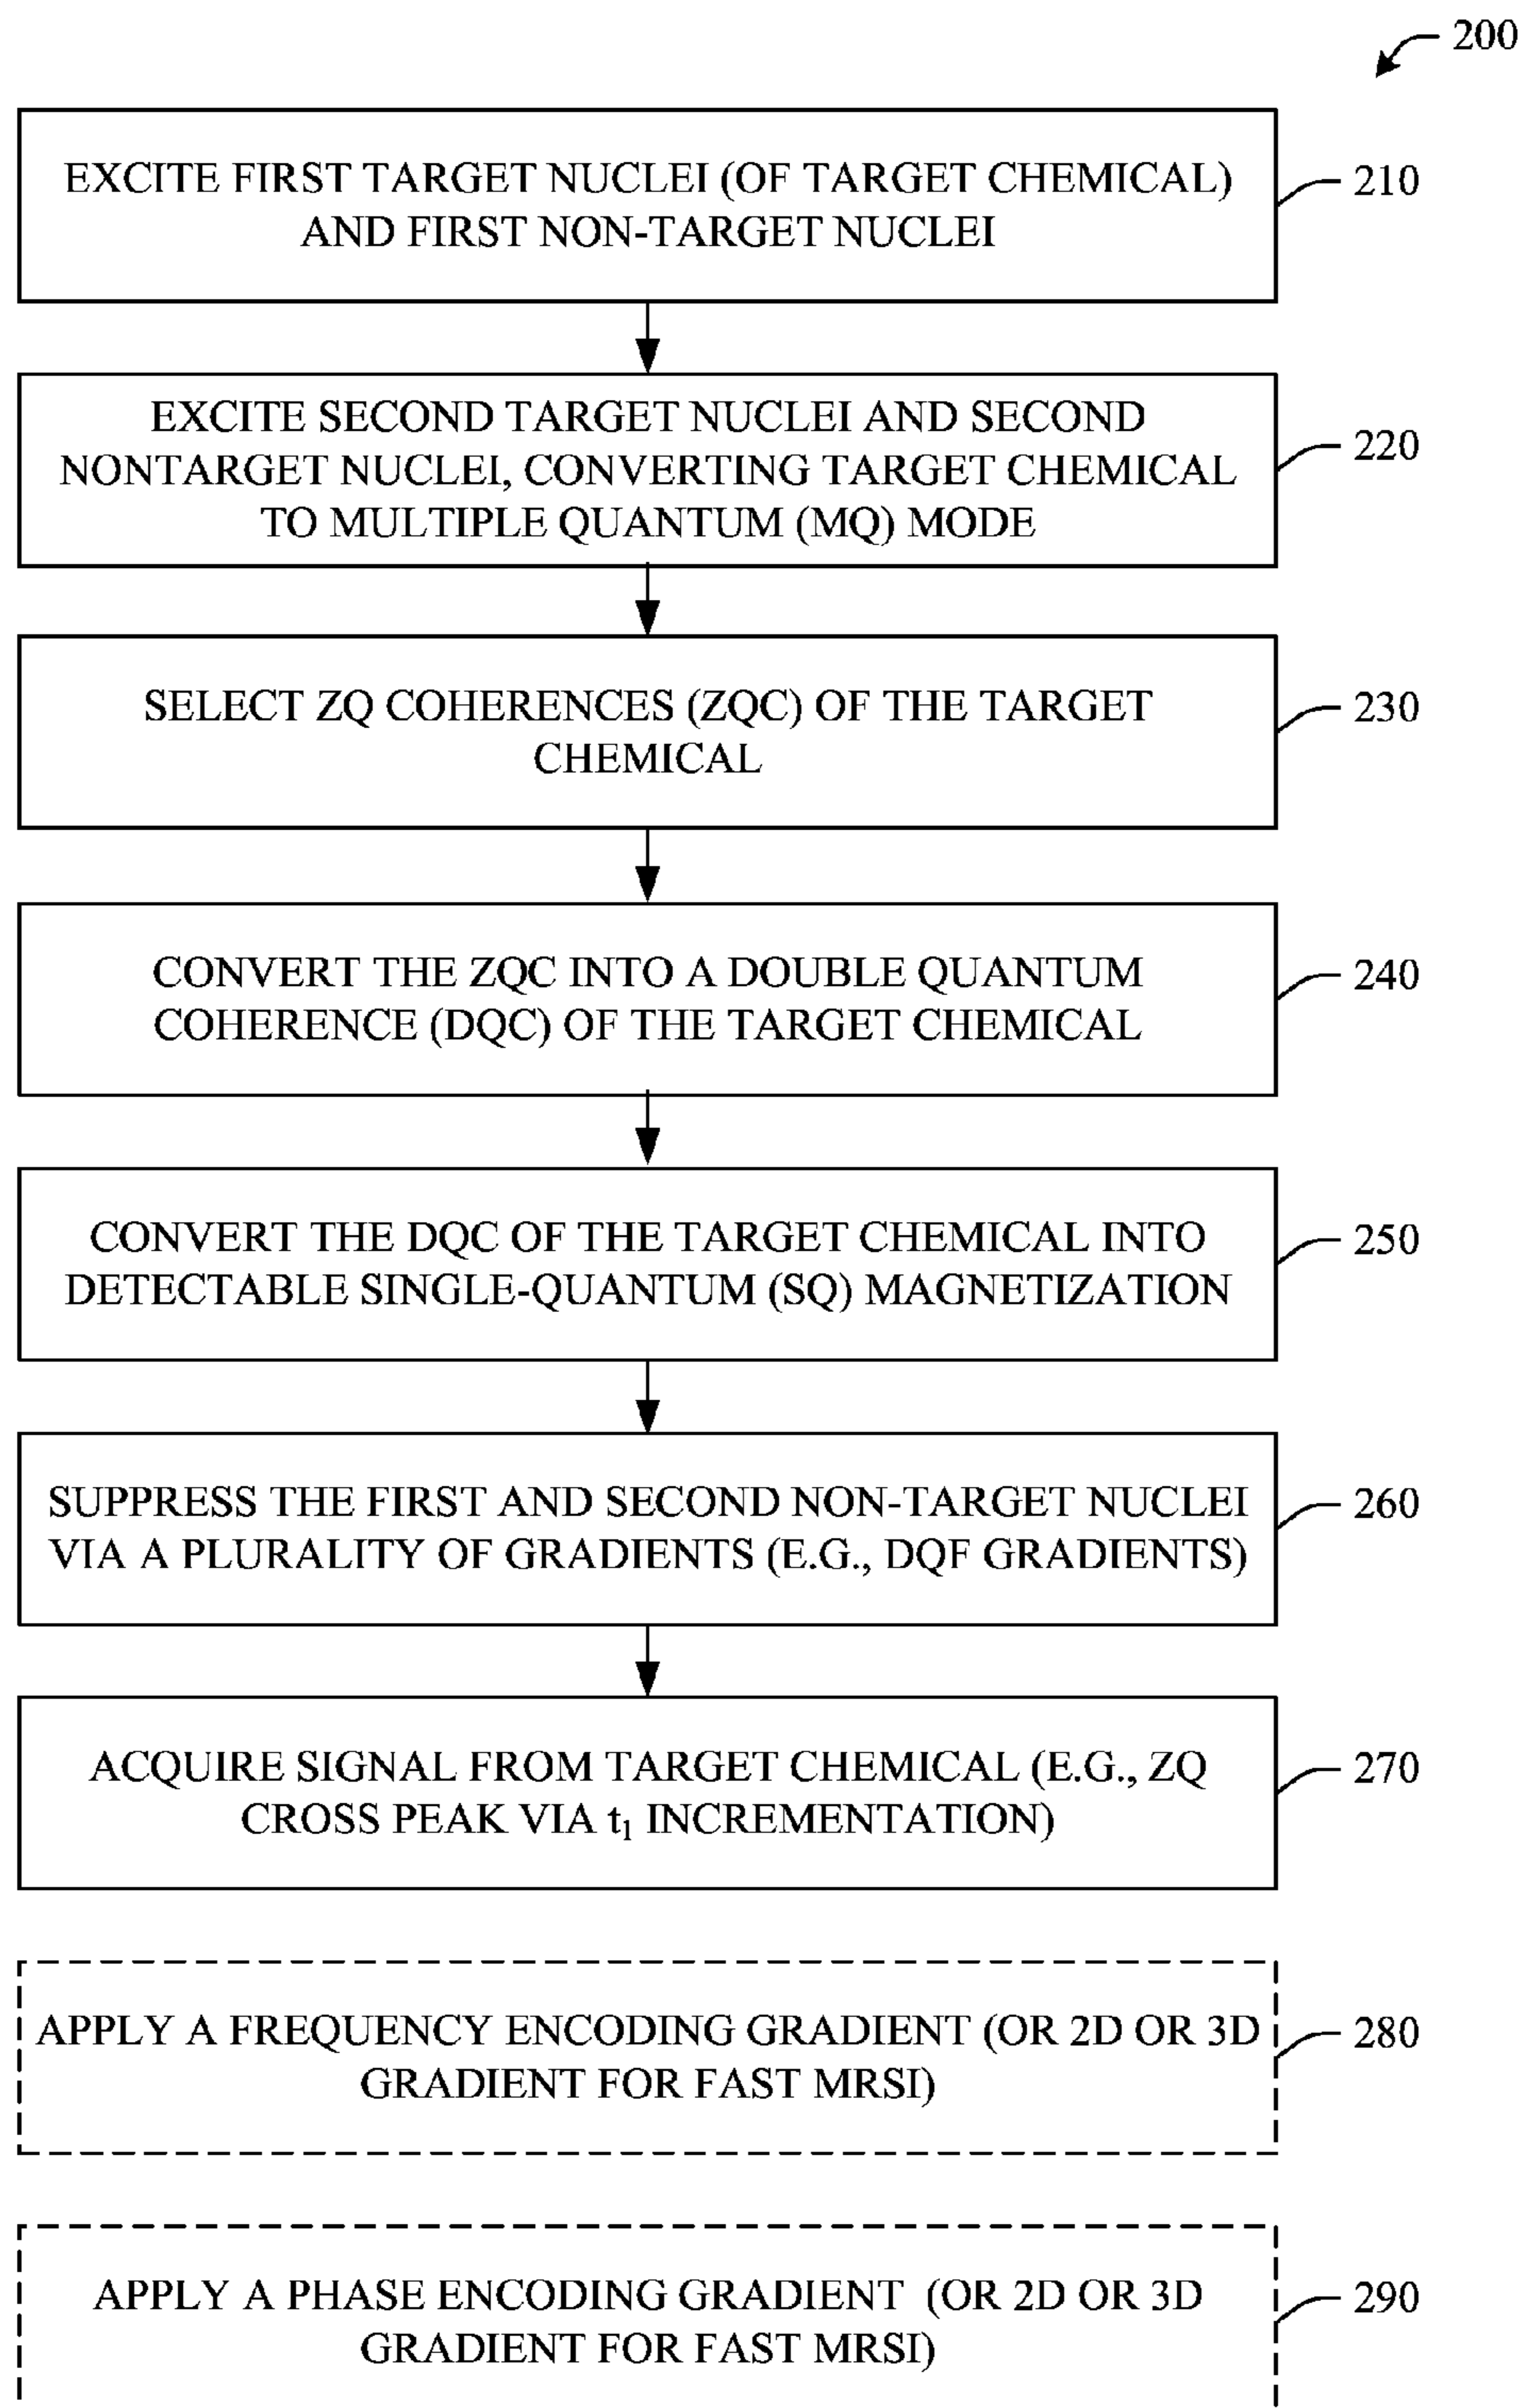 200
EXCITE FIRST TARGET NUCLEI (OF TARGET CHEMICAL)
AND FIRST NON-TARGET NUCLEI
210
EXCITE SECOND TARGET NUCLEI AND SECOND
NONTARGET NUCLEI, CONVERTING TARGET CHEMICAL
TO MULTIPLE QUANTUM (MQ) MODE
220
SELECT ZQ COHERENCES (ZQC) OF THE TARGET
CHEMICAL
230
CONVERT THE ZQC INTO A DOUBLE QUANTUM
COHERENCE (DQC) OF THE TARGET CHEMICAL
240
CONVERT THE DQC OF THE TARGET CHEMICAL INTO
DETECTABLE SINGLE-QUANTUM (SQ) MAGNETIZATION
250
SUPPRESS THE FIRST AND SECOND NON-TARGET NUCLEI
VIA A PLURALITY OF GRADIENTS (E.G., DQF GRADIENTS)
260
ACQUIRE SIGNAL FROM TARGET CHEMICAL (E.G., ZQ
CROSS PEAK VIA t₁ INCREMENTATION)
270
APPLY A FREQUENCY ENCODING GRADIENT (OR 2D OR 3D
GRADIENT FOR FAST MRSI)
280
APPLY A PHASE ENCODING GRADIENT (OR 2D OR 3D
GRADIENT FOR FAST MRSI)
290